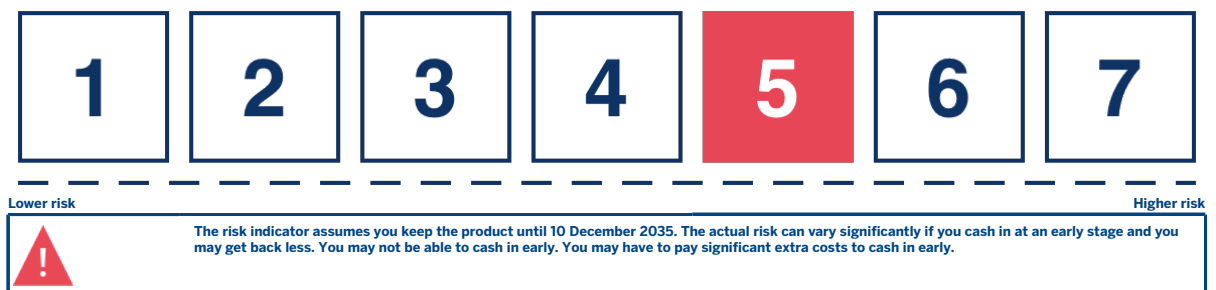 1 2 3 4 5 6 7
Lower risk Higher risk
! The risk indicator assumes you keep the product until 10 December 2035. The actual risk can vary significantly if you cash in at an early stage and you
may get back less. You may not be able to cash in early. You may have to pay significant extra costs to cash in early.